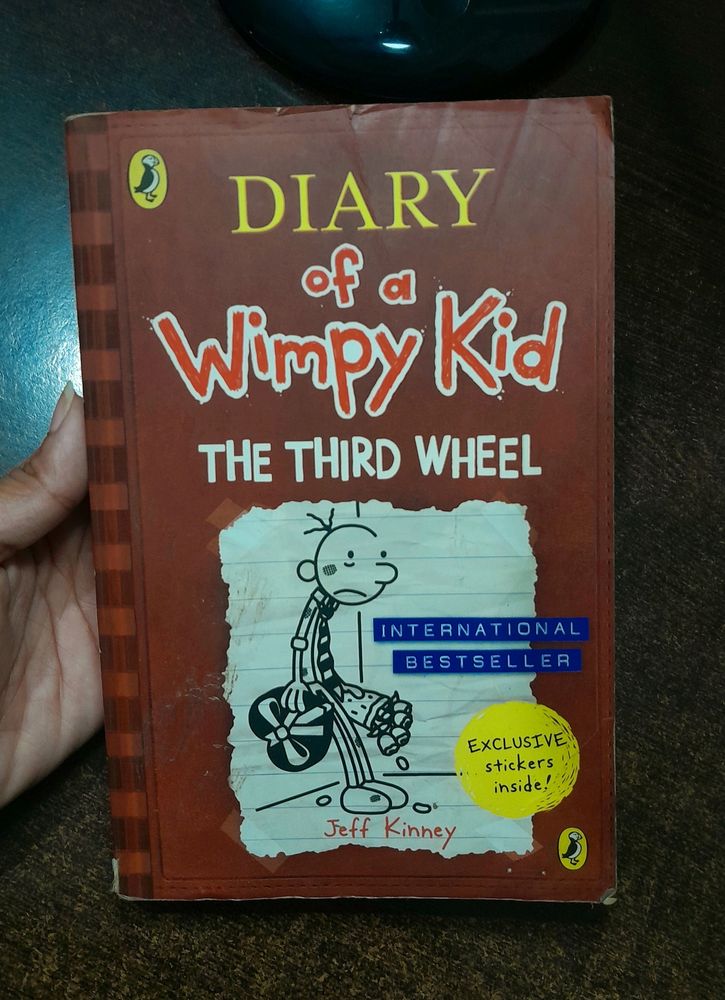 DIARY
of a
Wimpy Kid
THE THIRD WHEEL
INTERNATIONAL
BESTSELLER
EXCLUSIVE
stickers
inside!
Jeff Kinney